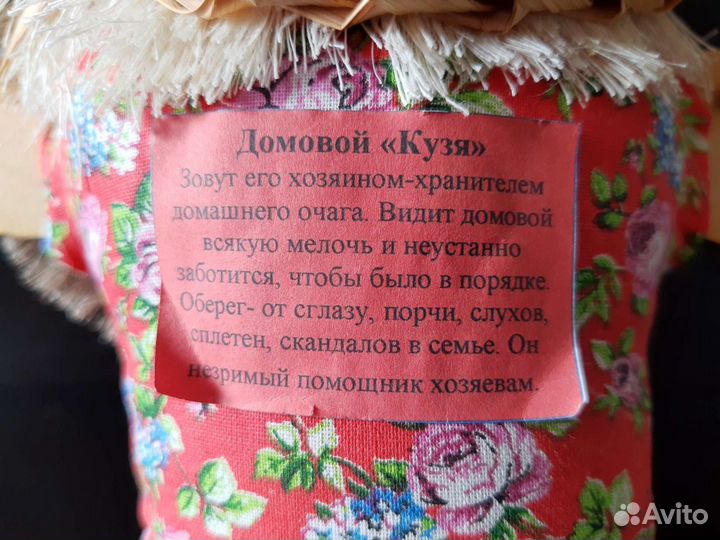 Домовой «Кузя»
Зовут его хозяином-хранителем
домашнего очага. Видит домовой
всякую мелочь и неустанно
заботится, чтобы было в порядке.
Оберег- от сглазу, порчи, слухов,
сплетен, скандалов в семье. Он
незримый помощник хозяевам.
Avito